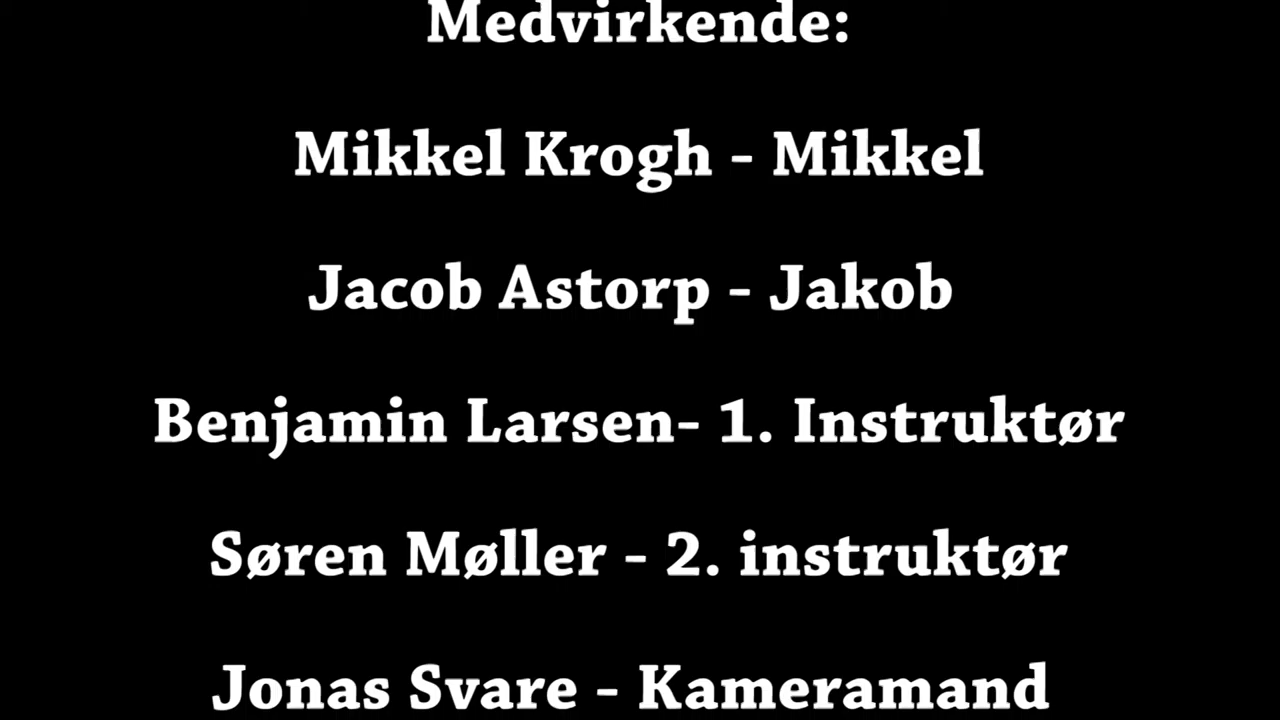 Medvirkende:
Mikkel Krogh - Mikkel
Jacob Astorp - Jakob
Benjamin Larsen- 1. Instruktør
Søren Møller - 2. instruktør
Jonas Svare - Kameramand